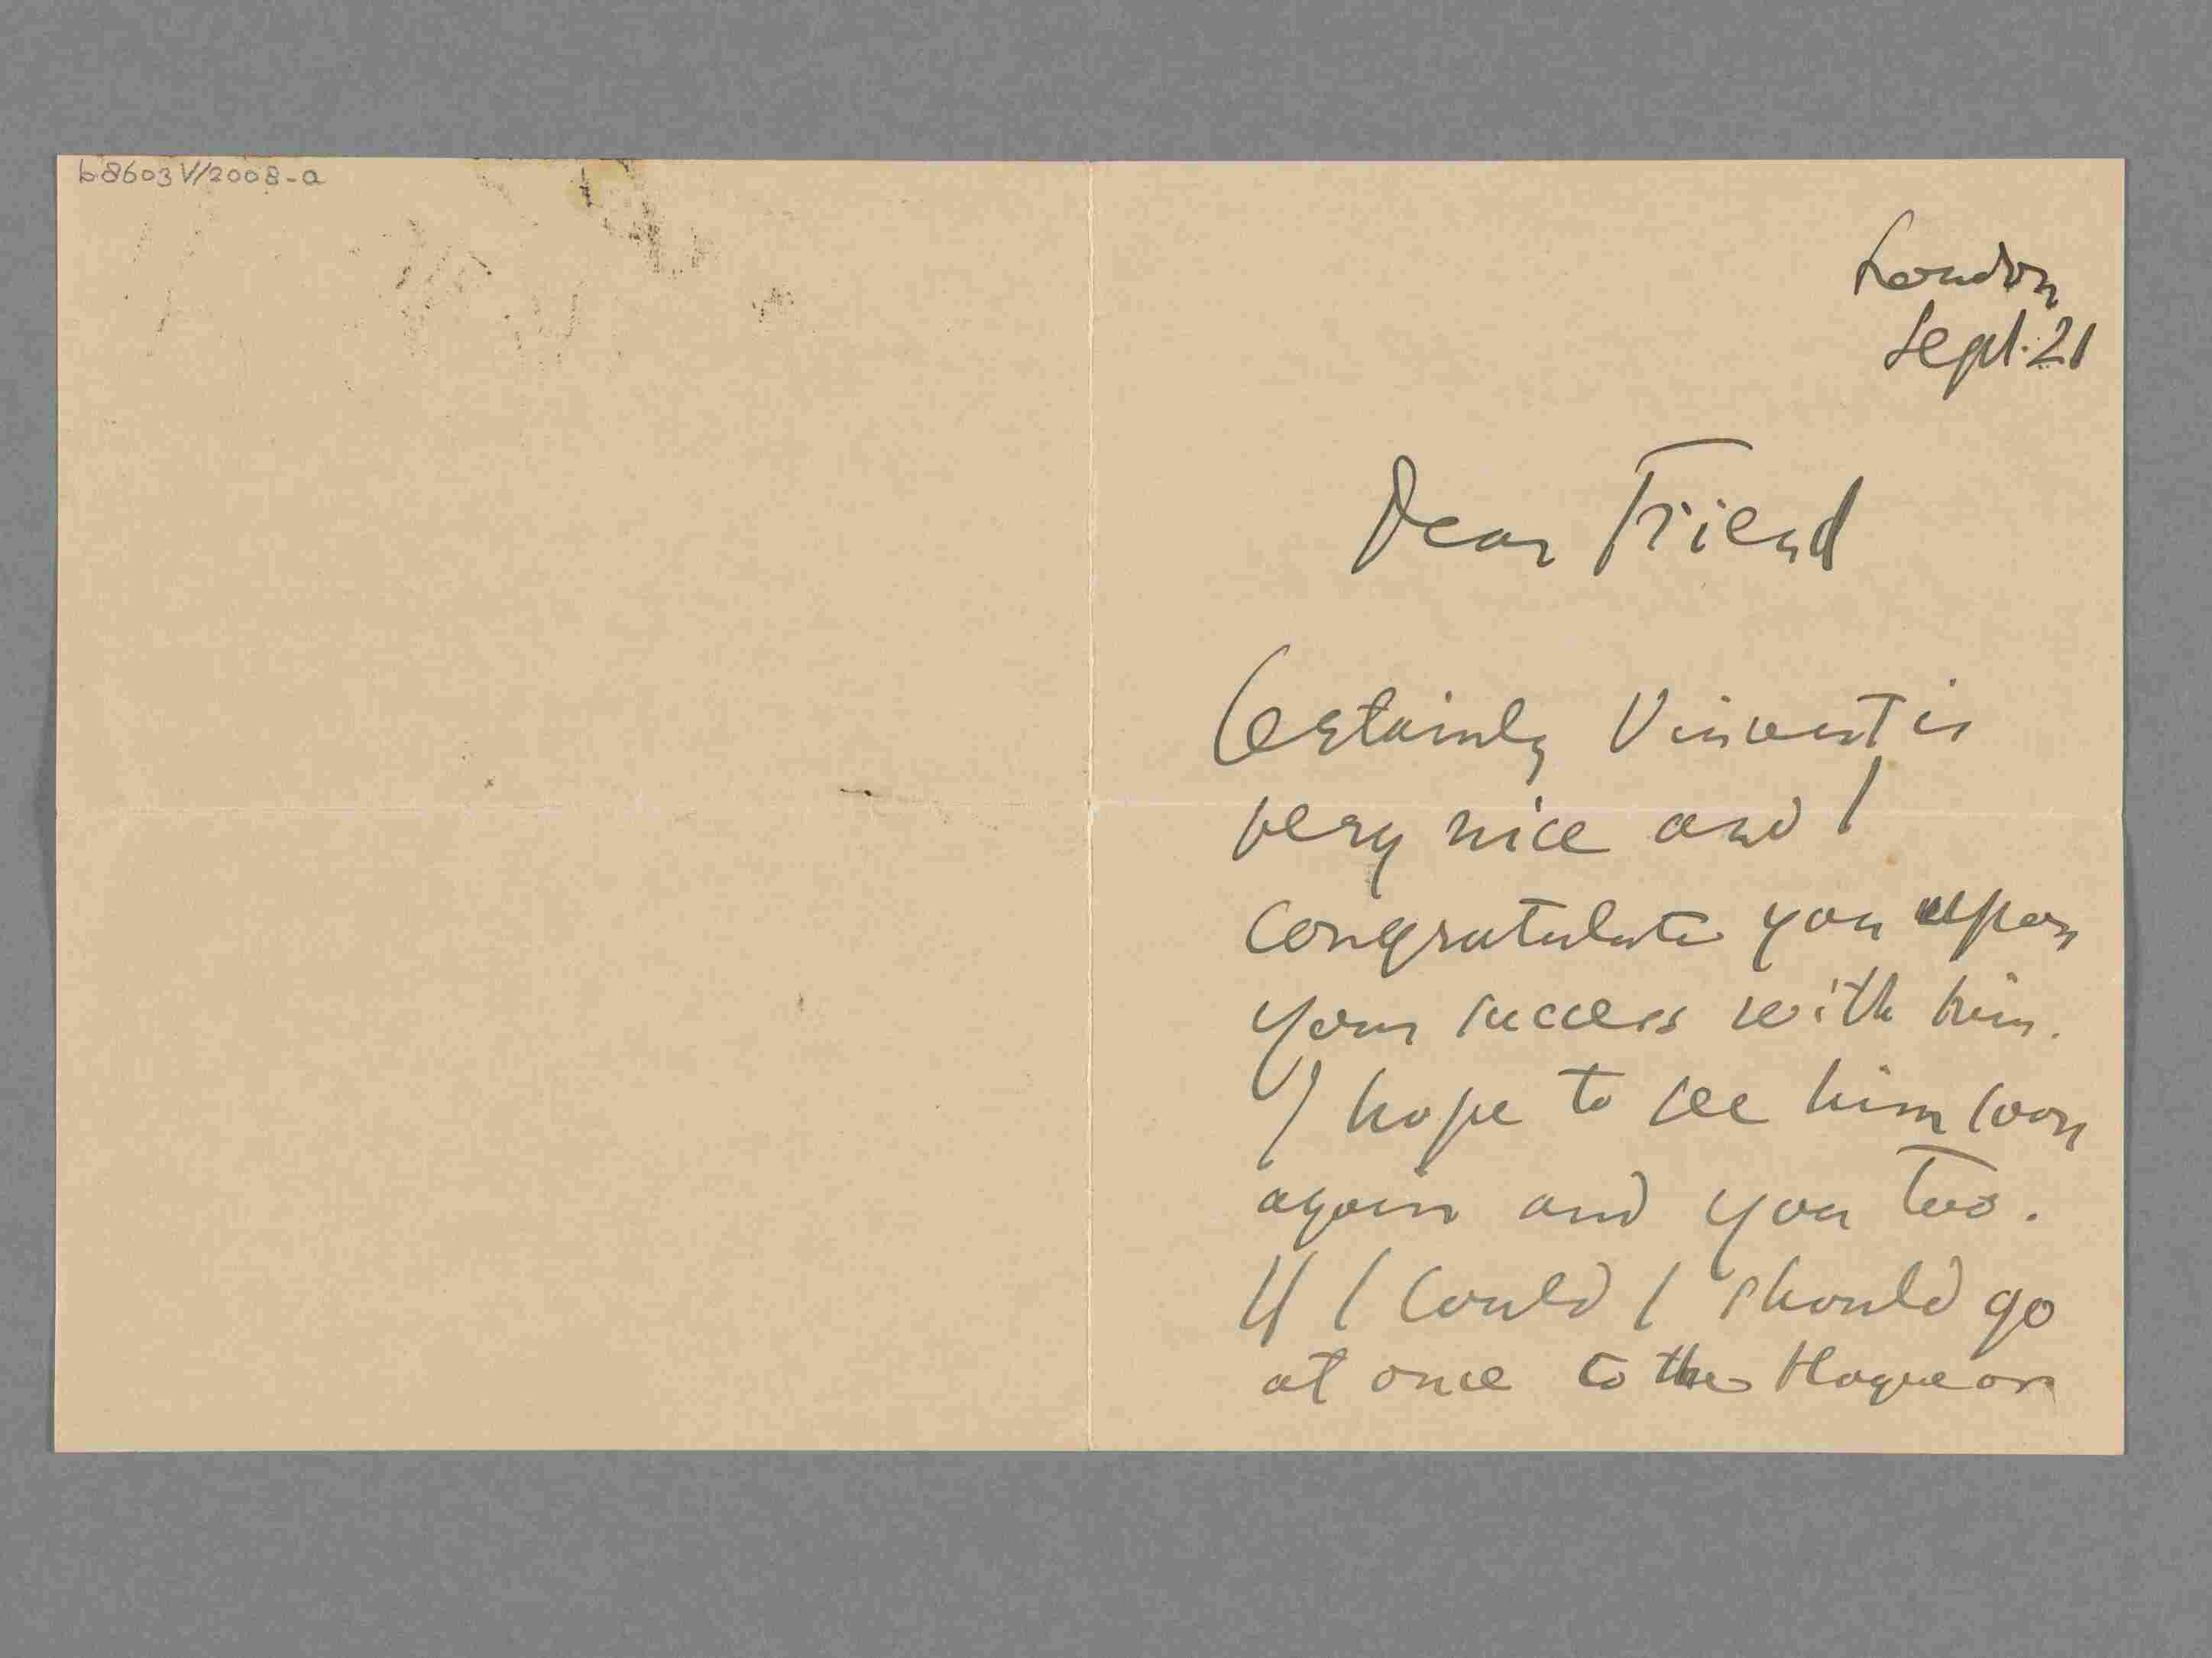 b8603 V/2008-a
London
Sept. 21
Dear Friend
Certainly Vincent is
very nice and I
congratulate you upon
your success with him.
I hope to see him soon
again and you too.
If I could I should go
at once to the Hague or